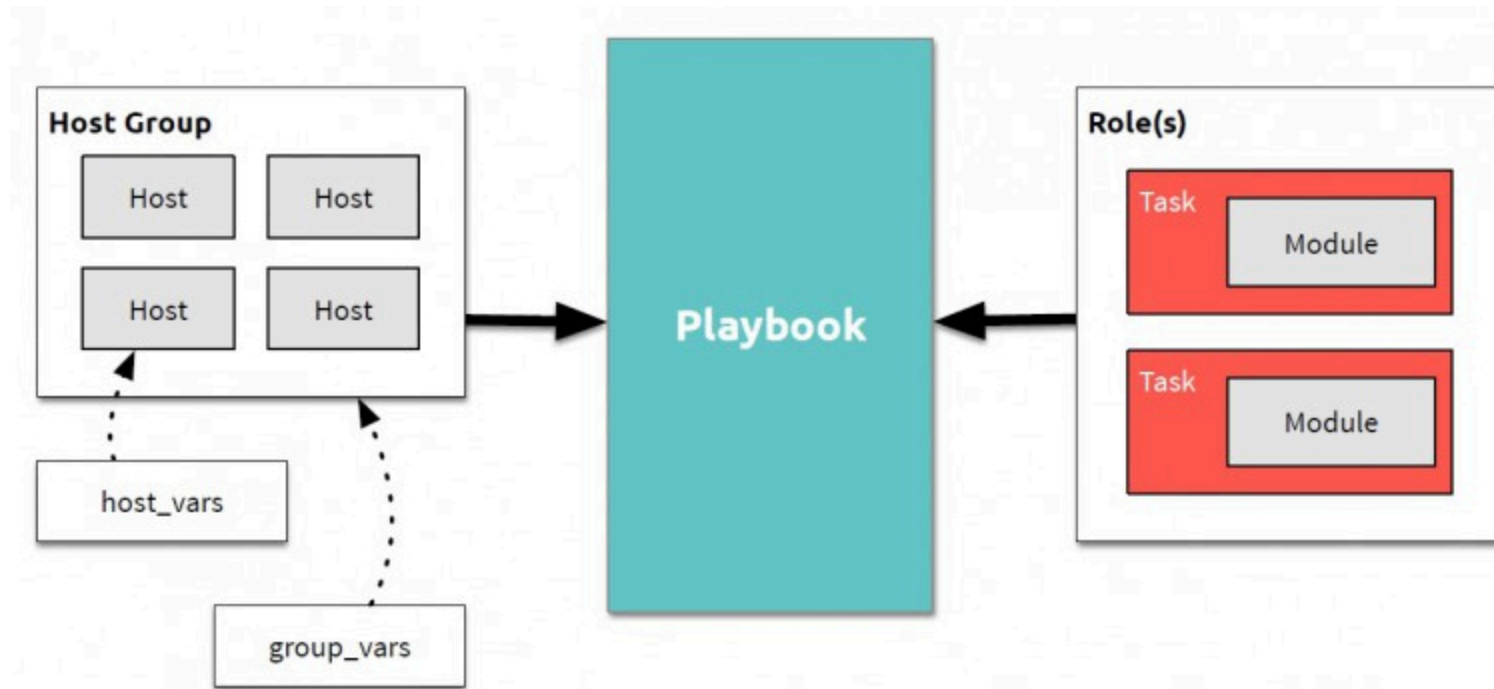 Host Group
Host Host
Host Host
host_vars
group_vars
Playbook
Role(s)
Task
Module
Task
Module